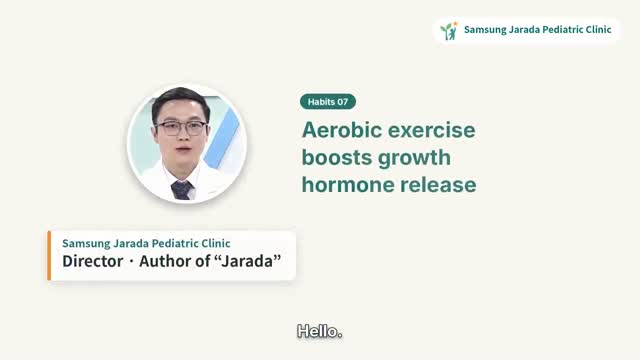 Samsung Jarada Pediatric Clinic
Habits 07
Aerobic exercise
boosts growth
hormone release
Samsung Jarada Pediatric Clinic
Director · Author of “Jarada”
Hello.